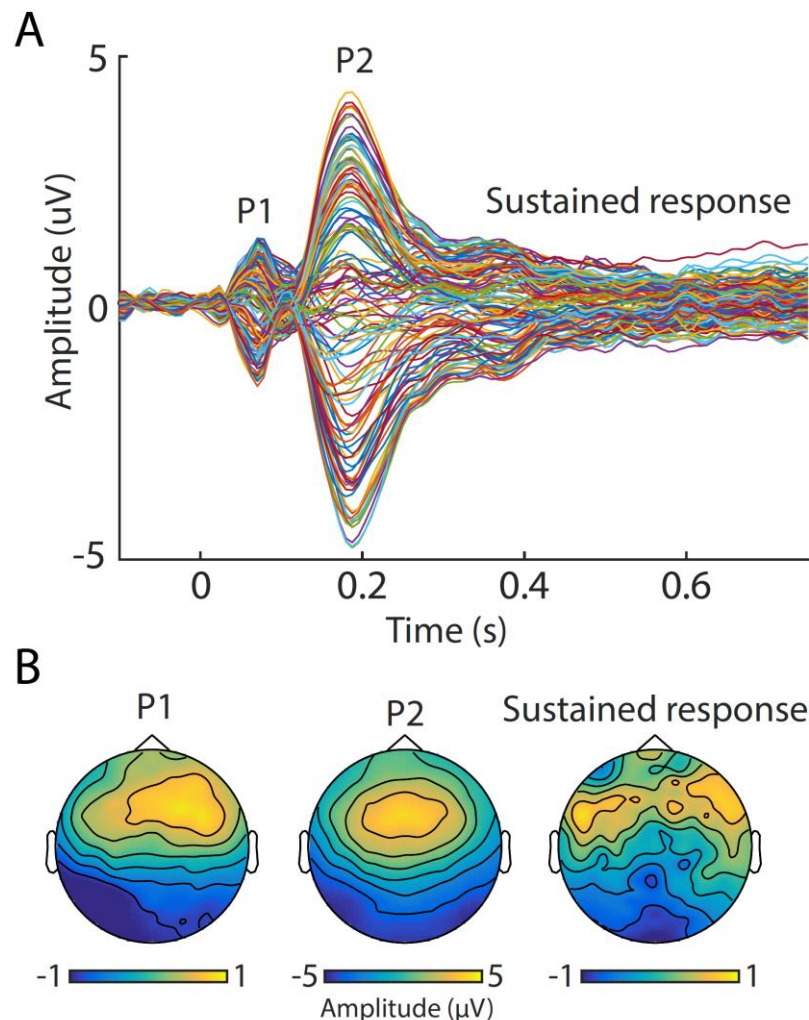 A
5
P2
P1
Sustained response
Amplitude (uV)
0
-5
0
0.2
0.4
0.6
Time (s)
B
P1
P2
Sustained response
-1
1
-5
5
-1
1
Amplitude (µV)